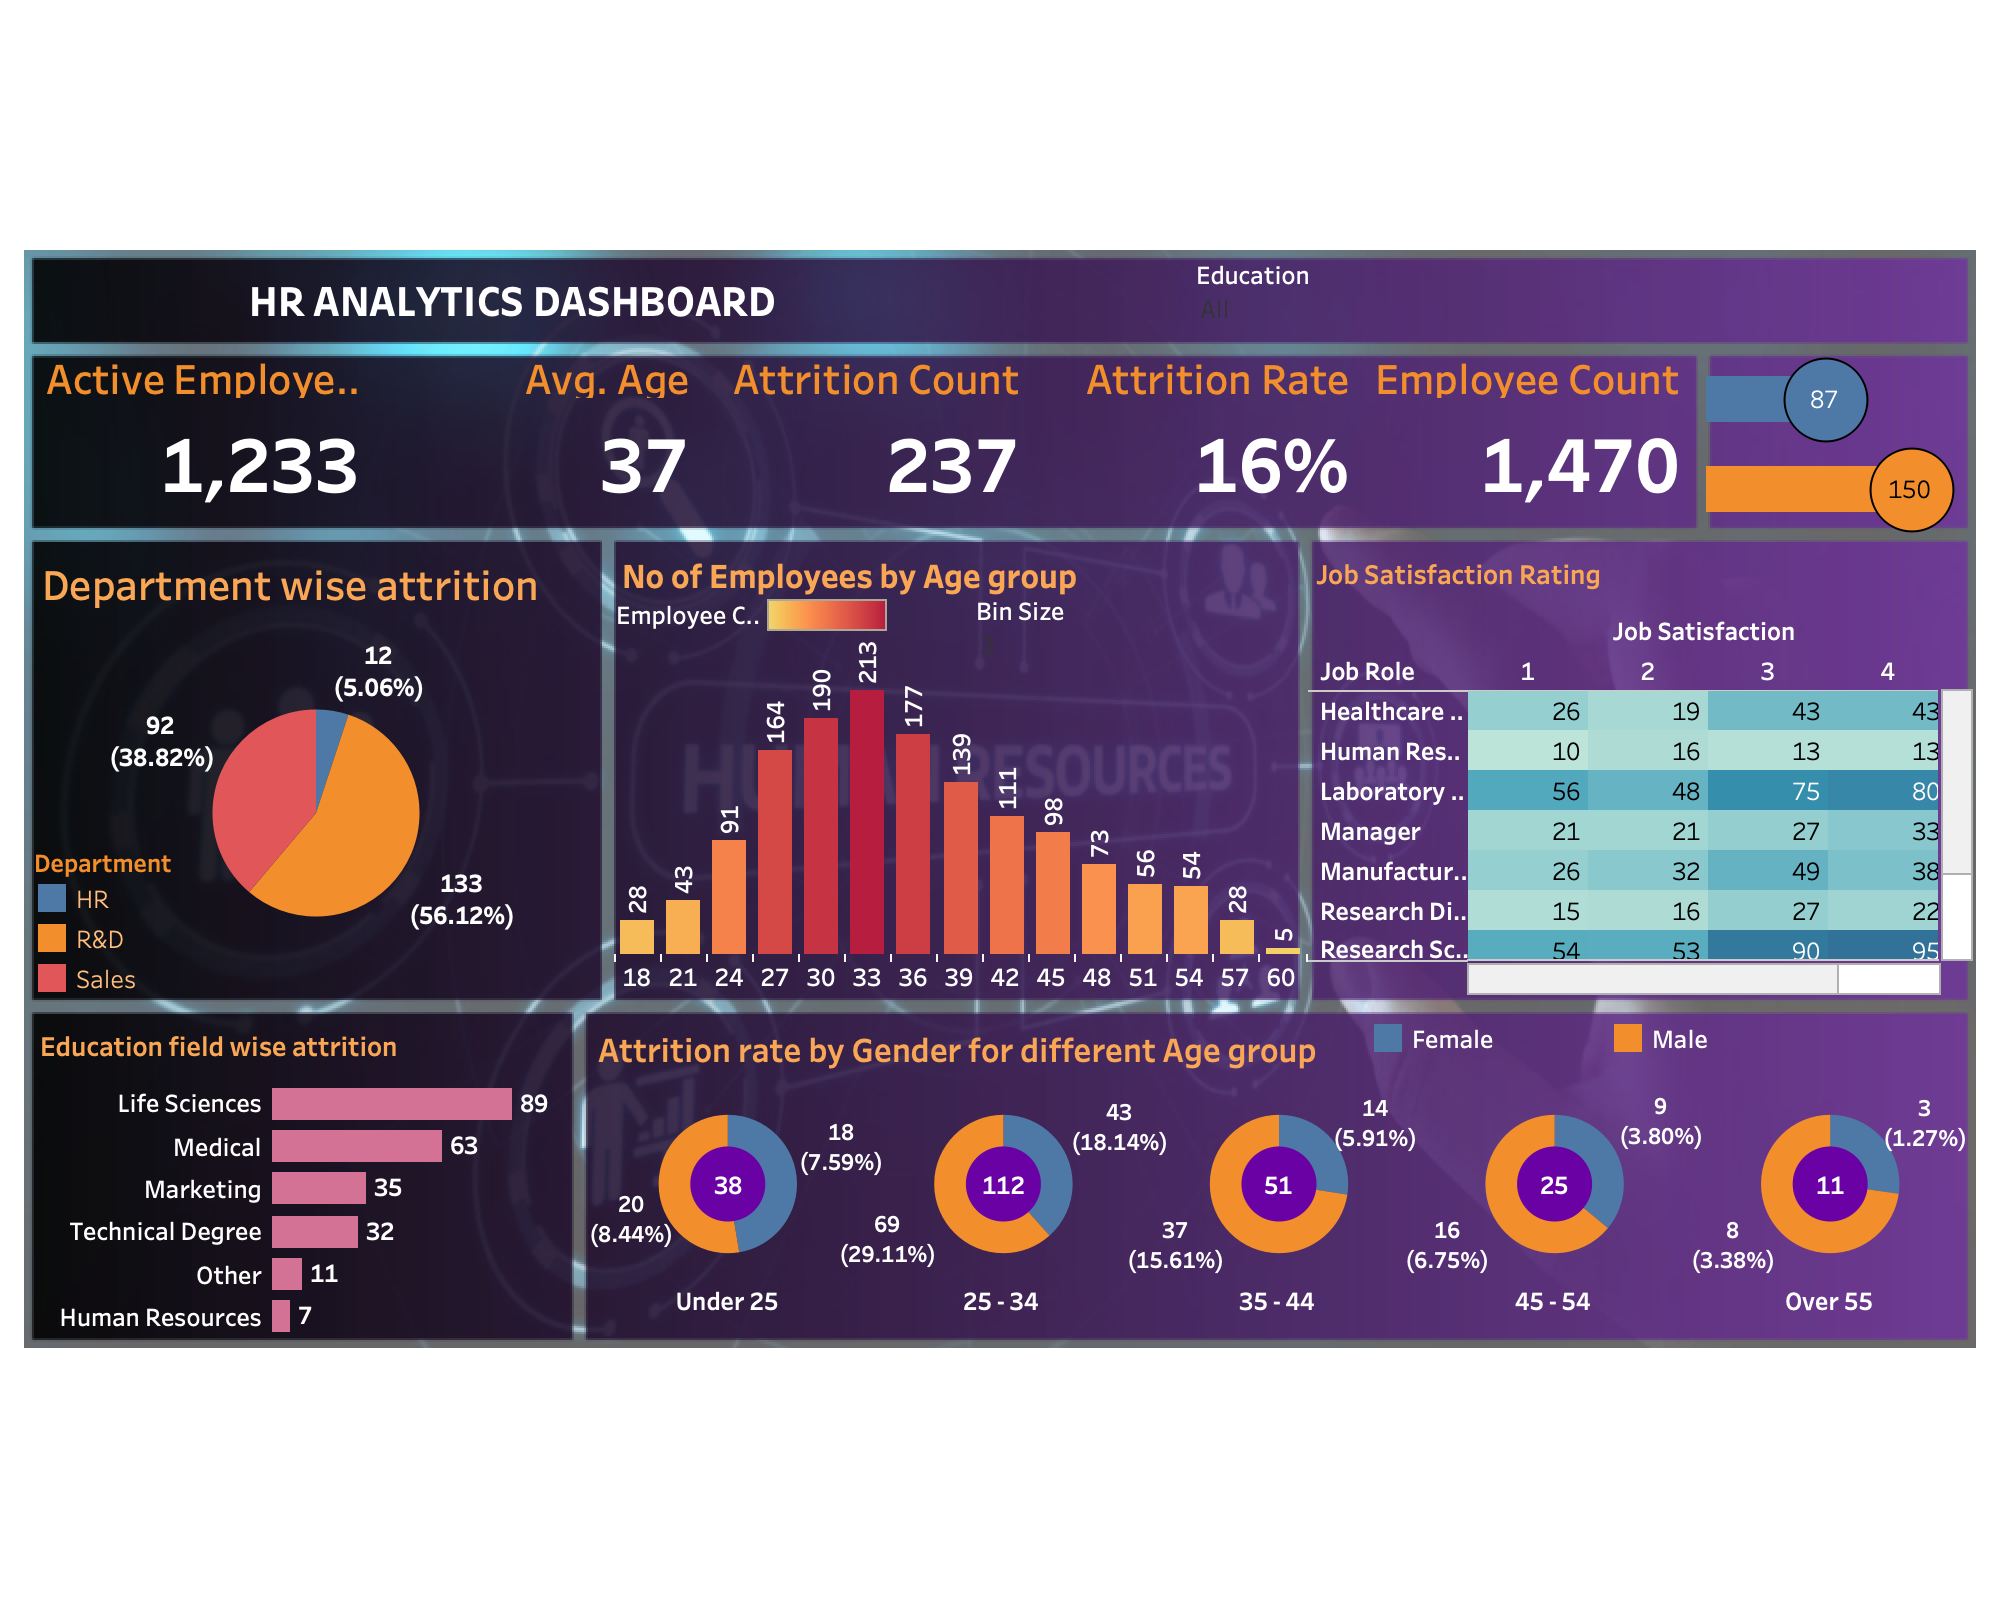 HR ANALYTICS DASHBOARD
Education
All
Active Employe..
Avg. Age
Attrition Count
Attrition Rate
Employee Count
1,233
37
237
16%
1,470
87
150
Department wise attrition
12
(5.06%)
92
(38.82%)
133
(56.12%)
Department
HR
R&D
Sales
No of Employees by Age group
Employee C..
Bin Size
28 43 91 164 190 213 177 139 111 98 73 56 54 28 5
HUMAN RESOURCES
18 21 24 27 30 33 36 39 42 45 48 51 54 57 60
Job Satisfaction Rating
Job Satisfaction
Job Role 1 2 3 4
Healthcare .. 26 19 43 43
Human Res.. 10 16 13 13
Laboratory .. 56 48 75 80
Manager 21 21 27 33
Manufactur.. 26 32 49 38
Research Di.. 15 16 27 22
Research Sc.. 54 53 90 95
Education field wise attrition
Life Sciences 89
Medical 63
Marketing 35
Technical Degree 32
Other 11
Human Resources 7
Attrition rate by Gender for different Age group
Female
Male
18
(7.59%)
38
20
(8.44%)
Under 25
43
(18.14%)
112
69
(29.11%)
25 - 34
14
(5.91%)
51
37
(15.61%)
35 - 44
9
(3.80%)
25
16
(6.75%)
45 - 54
3
(1.27%)
11
8
(3.38%)
Over 55